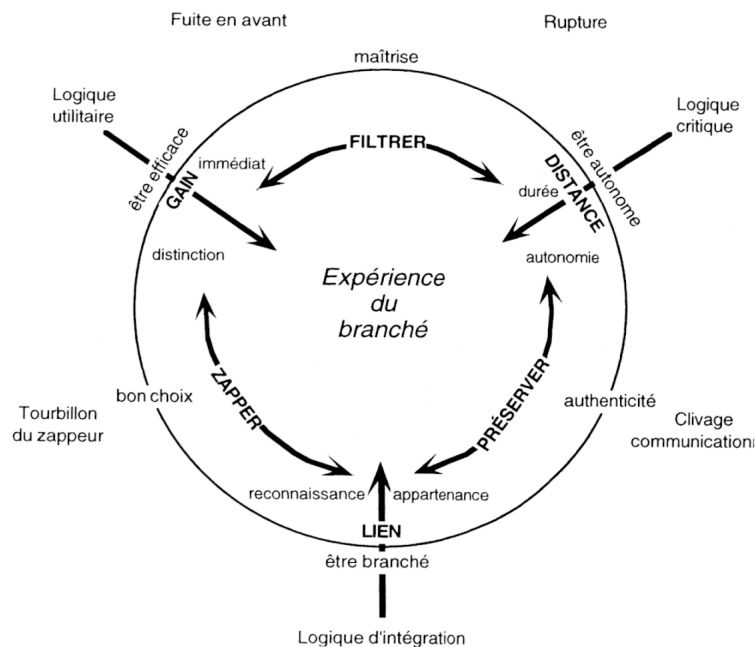 Fuite en avant
Rupture
maîtrise
Logique
utilitaire
Logique
critique
être efficace
GAIN
immédiat
FILTRER
durée
DISTANCE
être autonome
distinction
autonomie
Expérience
du
branché
ZAPPER
PRÉSERVER
bon choix
authenticité
Tourbillon
du zappeur
Clivage
communication
reconnaissance
appartenance
LIEN
être branché
Logique d'intégration